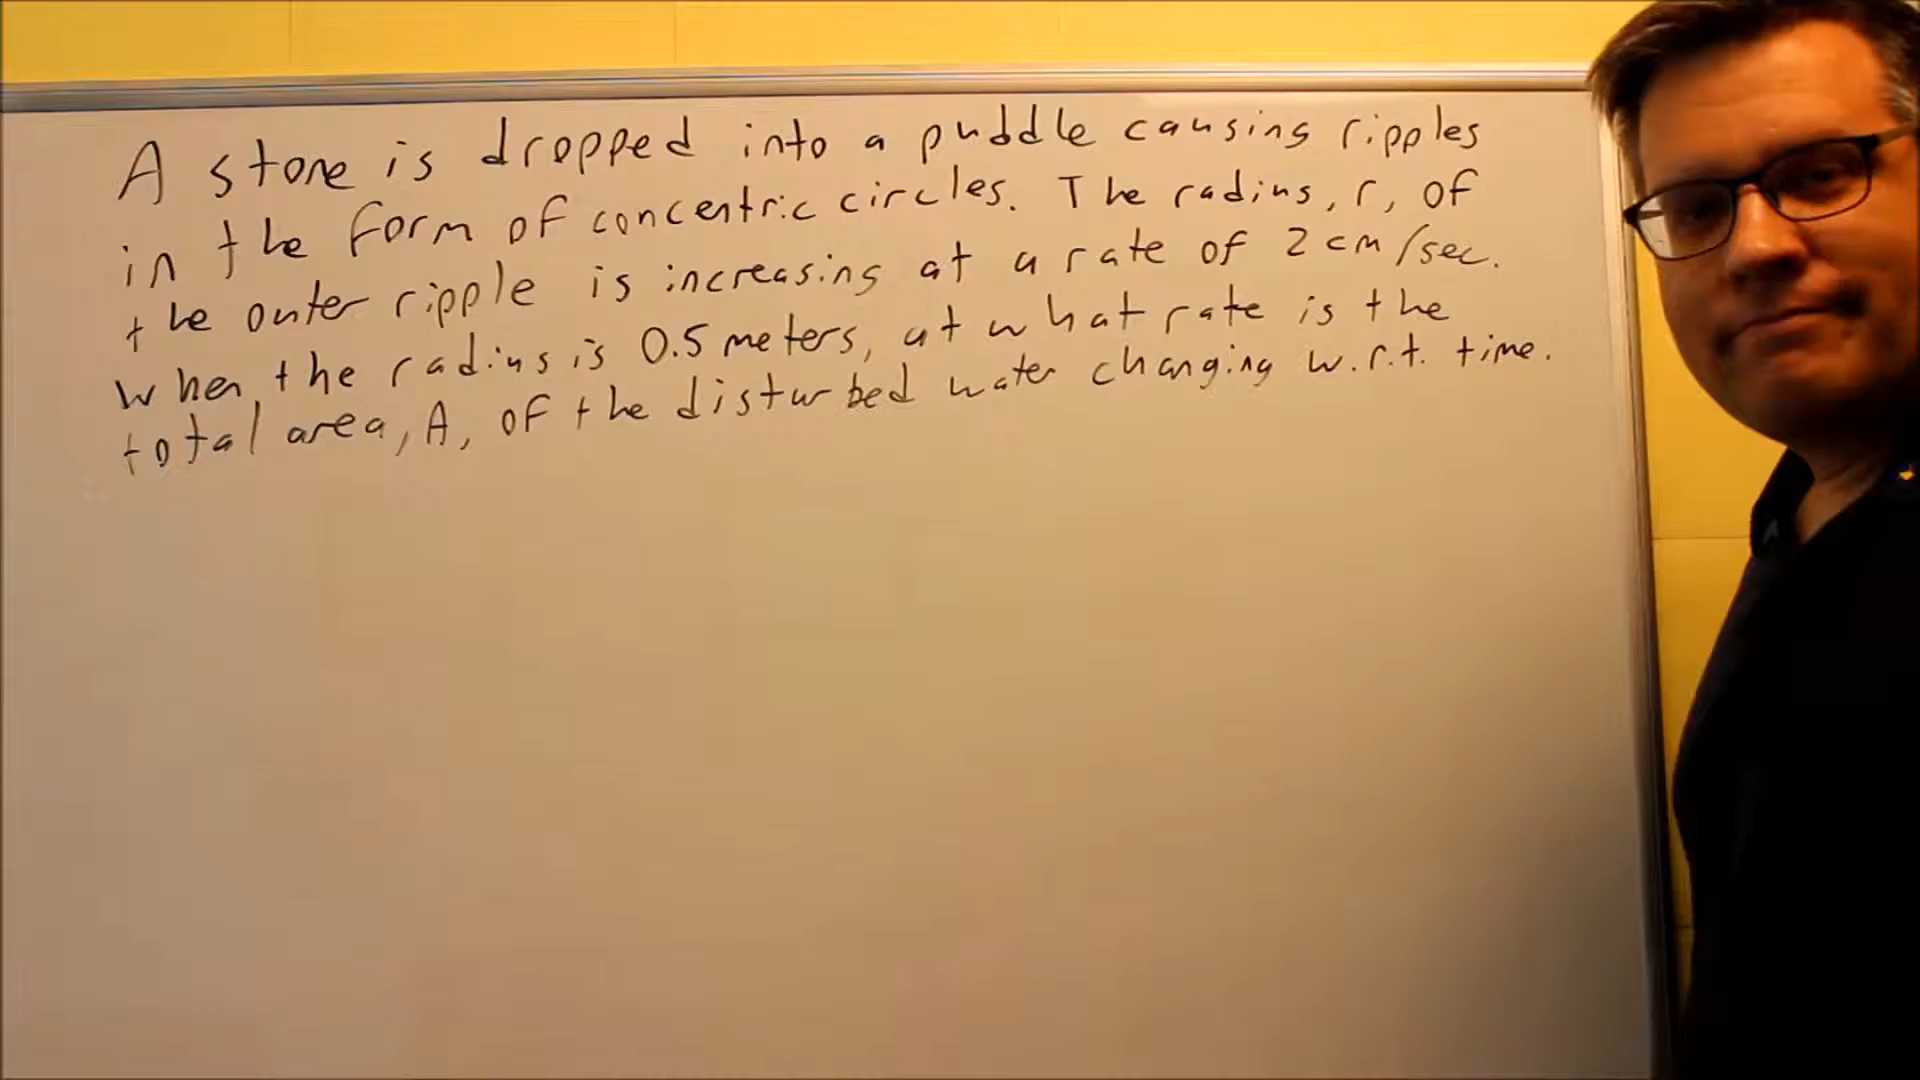 A stone is dropped into a puddle causing ripples
in the form of concentric circles. The radius, r, of
the outer ripple is increasing at a rate of 2 cm/sec.
When the radius is 0.5 meters, at what rate is the
total area, A, of the disturbed water changing w.r.t. time.